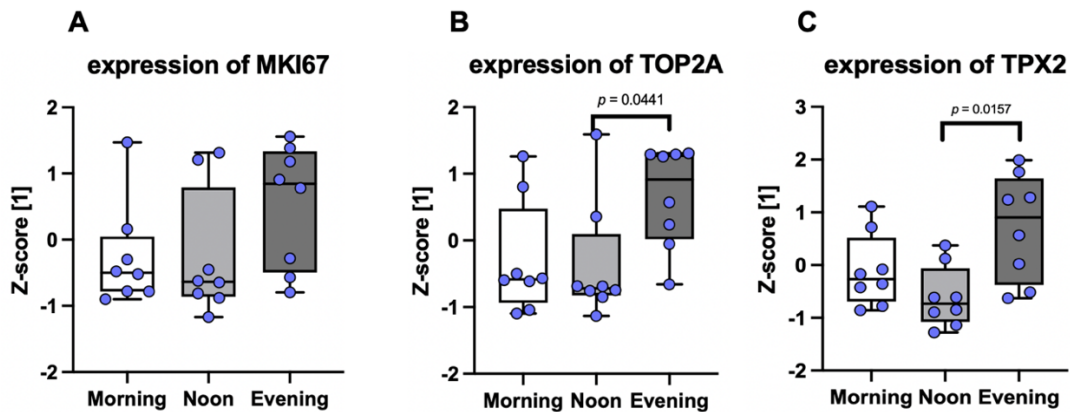 A
expression of MKI67
Z-score [1]
2
1
0
-1
-2
Morning Noon Evening
B
expression of TOP2A
p = 0.0441
Z-score [1]
2
1
0
-1
-2
Morning Noon Evening
C
expression of TPX2
p = 0.0157
Z-score [1]
3
2
1
0
-1
-2
Morning Noon Evening